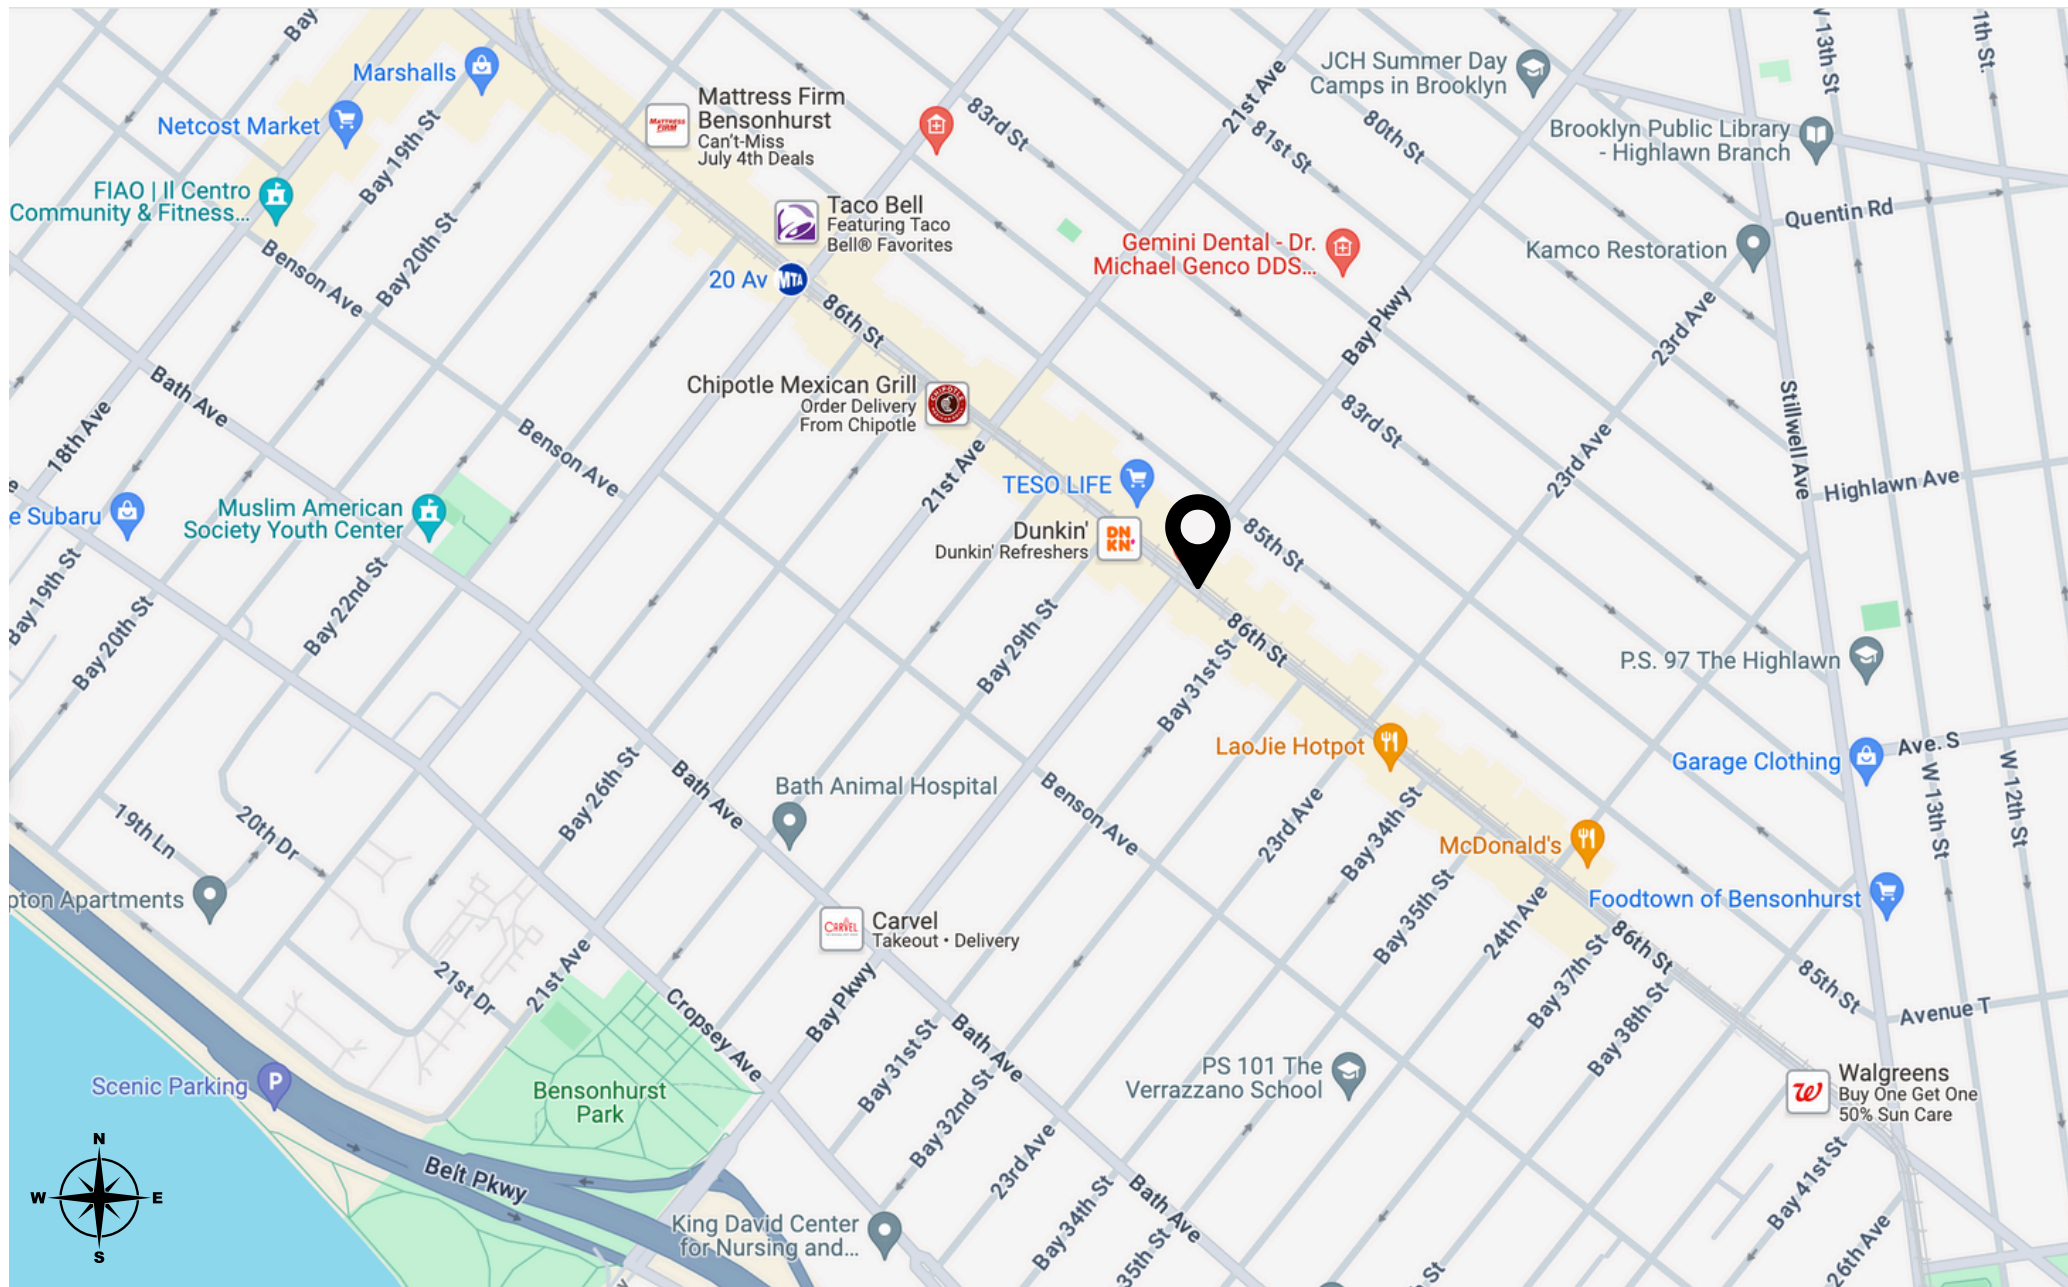 Bay
Marshalls
Netcost Market
Bay 19th St
Mattress Firm
Bensonhurst
Can't-Miss
July 4th Deals
MATTRESS
FIRM
83rd St
21st Ave
81st St
80th St
JCH Summer Day
Camps in Brooklyn
W 13th St
1th St.
Brooklyn Public Library
- Highlawn Branch
FIAO | Il Centro
Community & Fitness...
Benson Ave
Bay 20th St
Taco Bell
Featuring Taco
Bell® Favorites
20 Av
MTA
86th St
Gemini Dental - Dr.
Michael Genco DDS...
Bay Pkwy
Quentin Rd
Kamco Restoration
23rd Ave
Bath Ave
18th Ave
Benson Ave
Chipotle Mexican Grill
Order Delivery
From Chipotle
CHIPOTLE
21st Ave
83rd St
23rd Ave
Stillwell Ave
Highlawn Ave
e
e Subaru
Muslim American
Society Youth Center
TESO LIFE
Dunkin'
Dunkin' Refreshers
DN
KN'
85th St
Bay 19th St
Bay 20th St
Bay 22nd St
Bay 29th St
86th St
Bay 31st St
P.S. 97 The Highlawn
LaoJie Hotpot
Garage Clothing
Ave. S
W 13th St
W 12th St
Bay 26th St
Bath Ave
Bath Animal Hospital
Benson Ave
23rd Ave
Bay 34th St
McDonald's
Foodtown of Bensonhurst
19th Ln
20th Dr
pton Apartments
CARVEL
Carvel
Takeout • Delivery
Bay 35th St
24th Ave
86th St
Bay 37th St
85th St
Avenue T
21st Dr
21st Ave
Cropsey Ave
Bay Pkwy
Bay 31st St
Bath Ave
Bay 38th St
Scenic Parking
P
Bensonhurst
Park
Bay 32nd St
PS 101 The
Verrazzano School
Walgreens
Buy One Get One
50% Sun Care
N
W
E
S
Belt Pkwy
23rd Ave
Bay 34th St
Bath Ave
Bay 41st St
King David Center
for Nursing and...
35th St
St
26th Ave
y